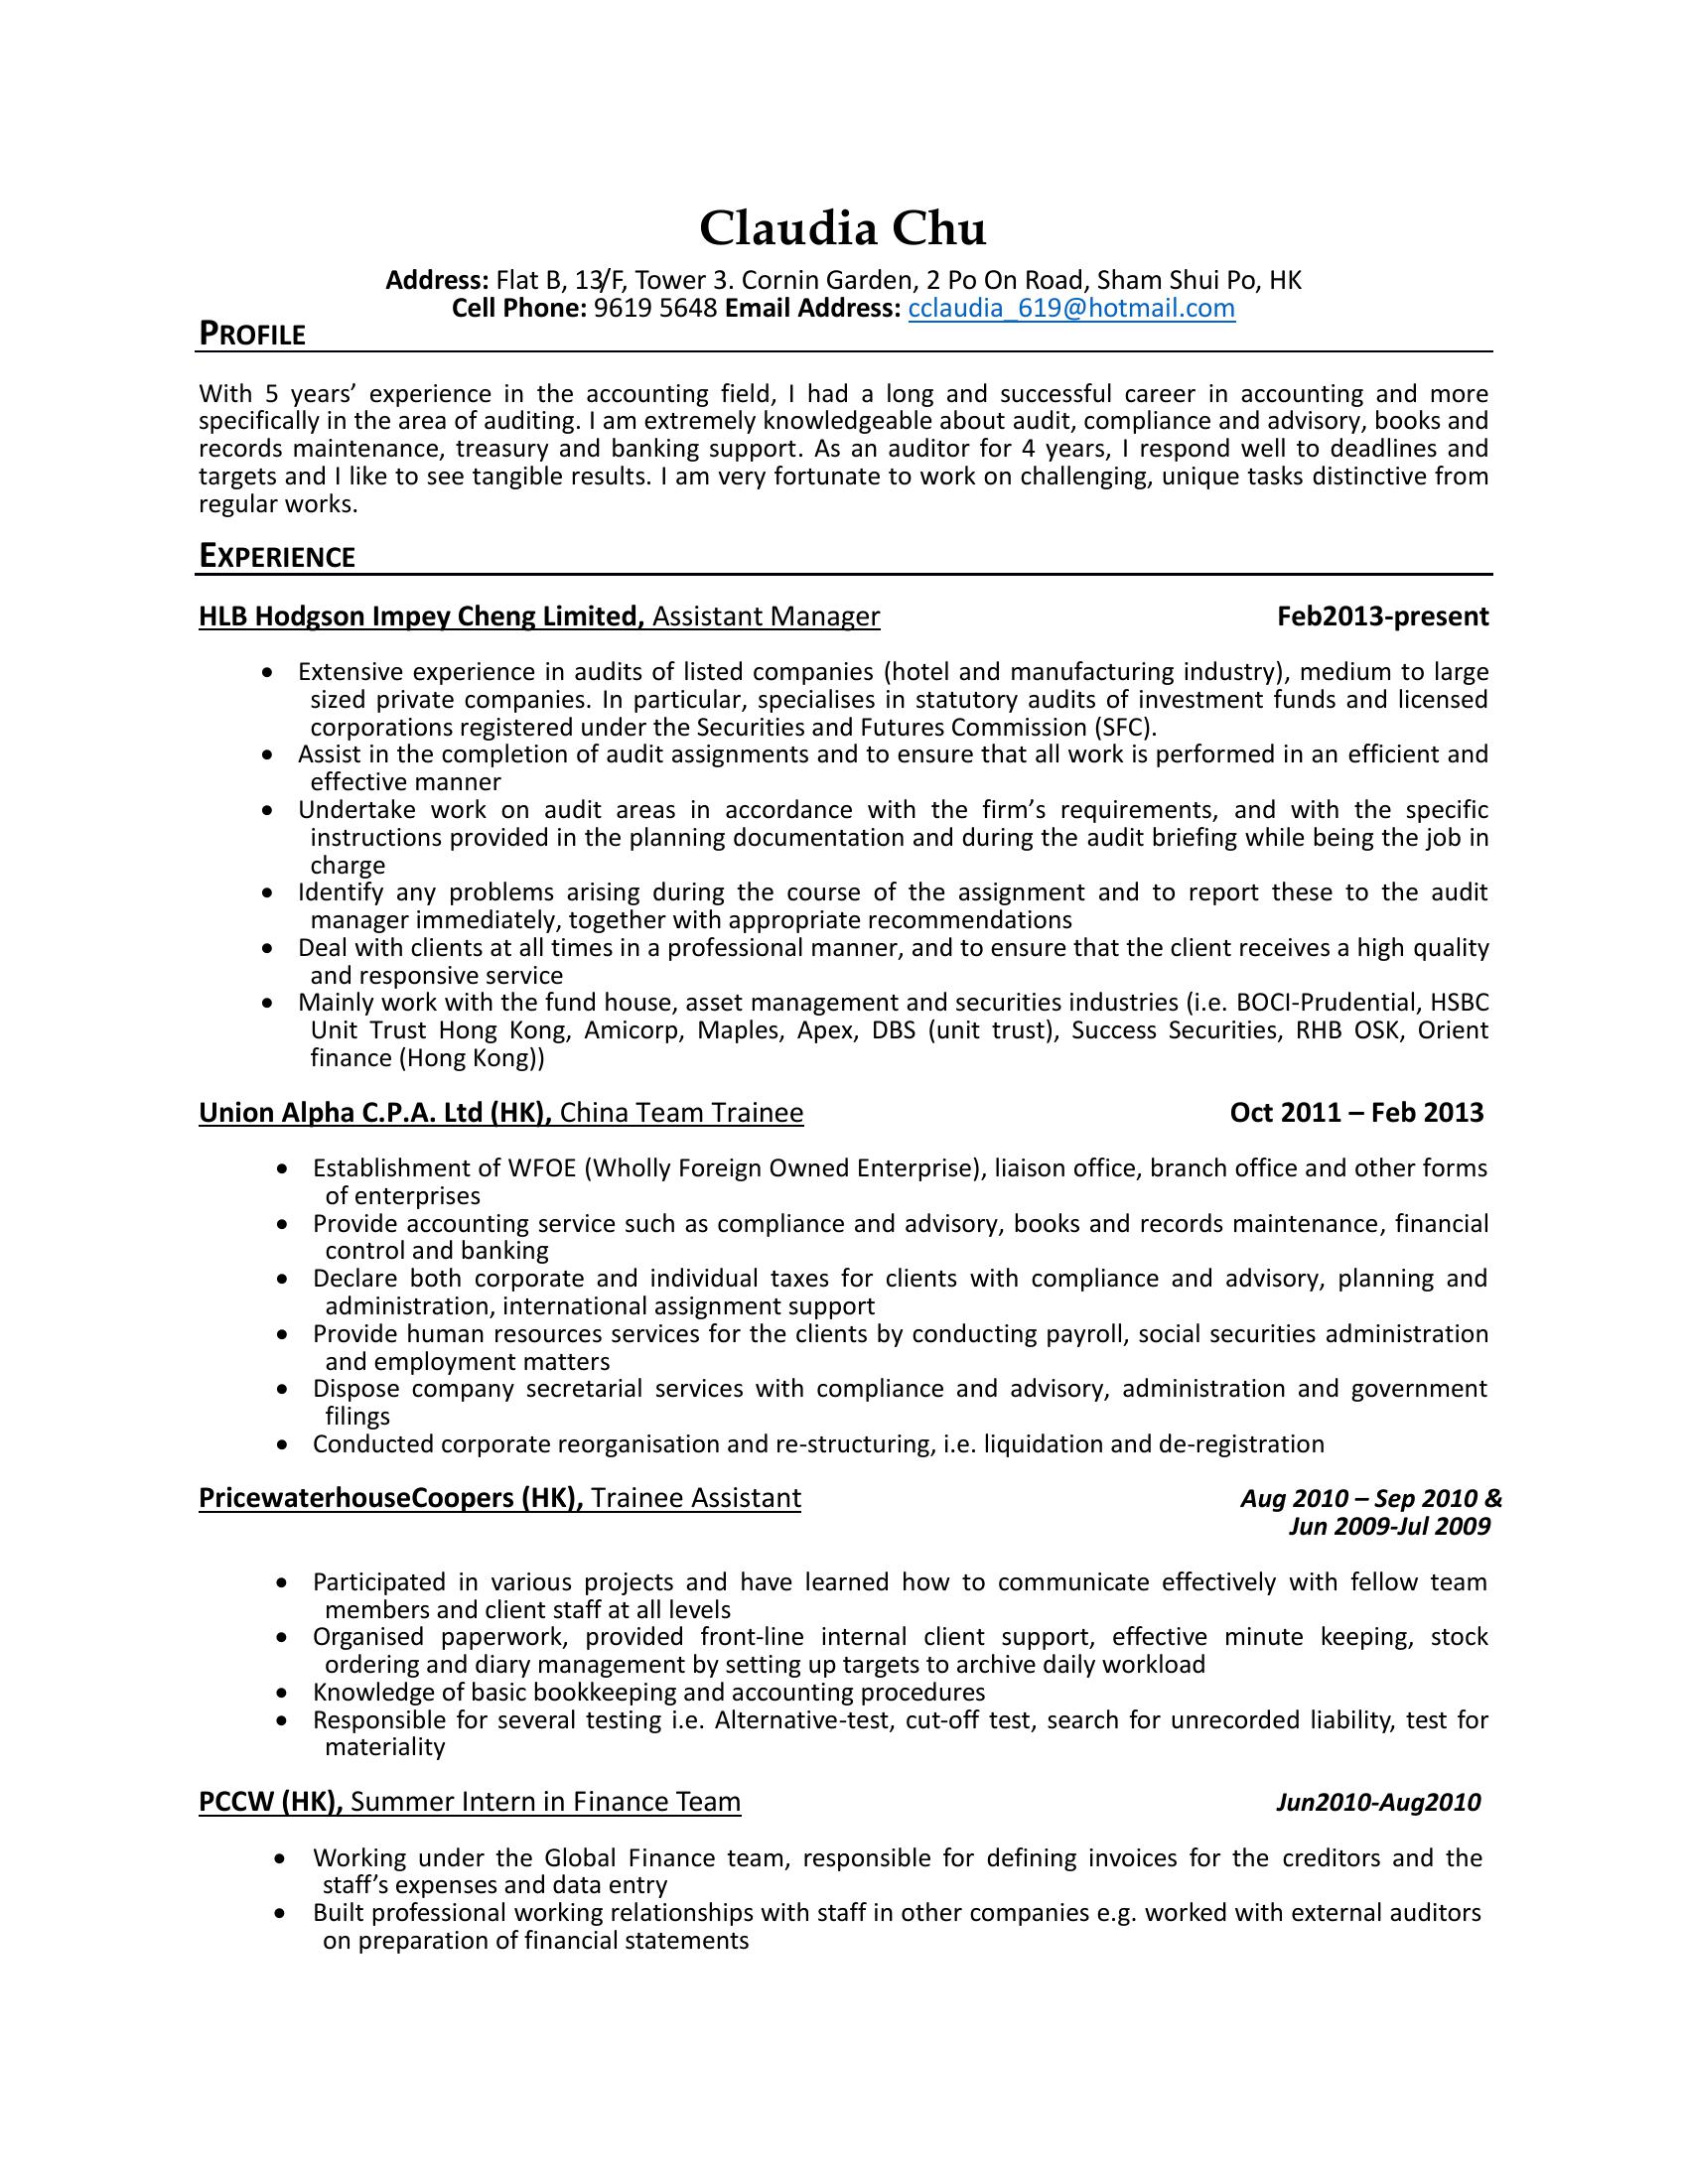 Claudia Chu
Address: Flat B, 13/F, Tower 3. Cornin Garden, 2 Po On Road, Sham Shui Po, HK
Cell Phone: 9619 5648 Email Address: cclaudia_619@hotmail.com
PROFILE
With 5 years’ experience in the accounting field, I had a long and successful career in accounting and more
specifically in the area of auditing. I am extremely knowledgeable about audit, compliance and advisory, books and
records maintenance, treasury and banking support. As an auditor for 4 years, I respond well to deadlines and
targets and I like to see tangible results. I am very fortunate to work on challenging, unique tasks distinctive from
regular works.
EXPERIENCE
HLB Hodgson Impey Cheng Limited, Assistant Manager Feb2013-present
• Extensive experience in audits of listed companies (hotel and manufacturing industry), medium to large
sized private companies. In particular, specialises in statutory audits of investment funds and licensed
corporations registered under the Securities and Futures Commission (SFC).
• Assist in the completion of audit assignments and to ensure that all work is performed in an efficient and
effective manner
• Undertake work on audit areas in accordance with the firm’s requirements, and with the specific
instructions provided in the planning documentation and during the audit briefing while being the job in
charge
• Identify any problems arising during the course of the assignment and to report these to the audit
manager immediately, together with appropriate recommendations
• Deal with clients at all times in a professional manner, and to ensure that the client receives a high quality
and responsive service
• Mainly work with the fund house, asset management and securities industries (i.e. BOCI-Prudential, HSBC
Unit Trust Hong Kong, Amicorp, Maples, Apex, DBS (unit trust), Success Securities, RHB OSK, Orient
finance (Hong Kong))
Union Alpha C.P.A. Ltd (HK), China Team Trainee Oct 2011 – Feb 2013
• Establishment of WFOE (Wholly Foreign Owned Enterprise), liaison office, branch office and other forms
of enterprises
• Provide accounting service such as compliance and advisory, books and records maintenance, financial
control and banking
• Declare both corporate and individual taxes for clients with compliance and advisory, planning and
administration, international assignment support
• Provide human resources services for the clients by conducting payroll, social securities administration
and employment matters
• Dispose company secretarial services with compliance and advisory, administration and government
filings
• Conducted corporate reorganisation and re-structuring, i.e. liquidation and de-registration
PricewaterhouseCoopers (HK), Trainee Assistant Aug 2010 – Sep 2010 &
Jun 2009-Jul 2009
• Participated in various projects and have learned how to communicate effectively with fellow team
members and client staff at all levels
• Organised paperwork, provided front-line internal client support, effective minute keeping, stock
ordering and diary management by setting up targets to archive daily workload
• Knowledge of basic bookkeeping and accounting procedures
• Responsible for several testing i.e. Alternative-test, cut-off test, search for unrecorded liability, test for
materiality
PCCW (HK), Summer Intern in Finance Team Jun2010-Aug2010
• Working under the Global Finance team, responsible for defining invoices for the creditors and the
staff’s expenses and data entry
• Built professional working relationships with staff in other companies e.g. worked with external auditors
on preparation of financial statements